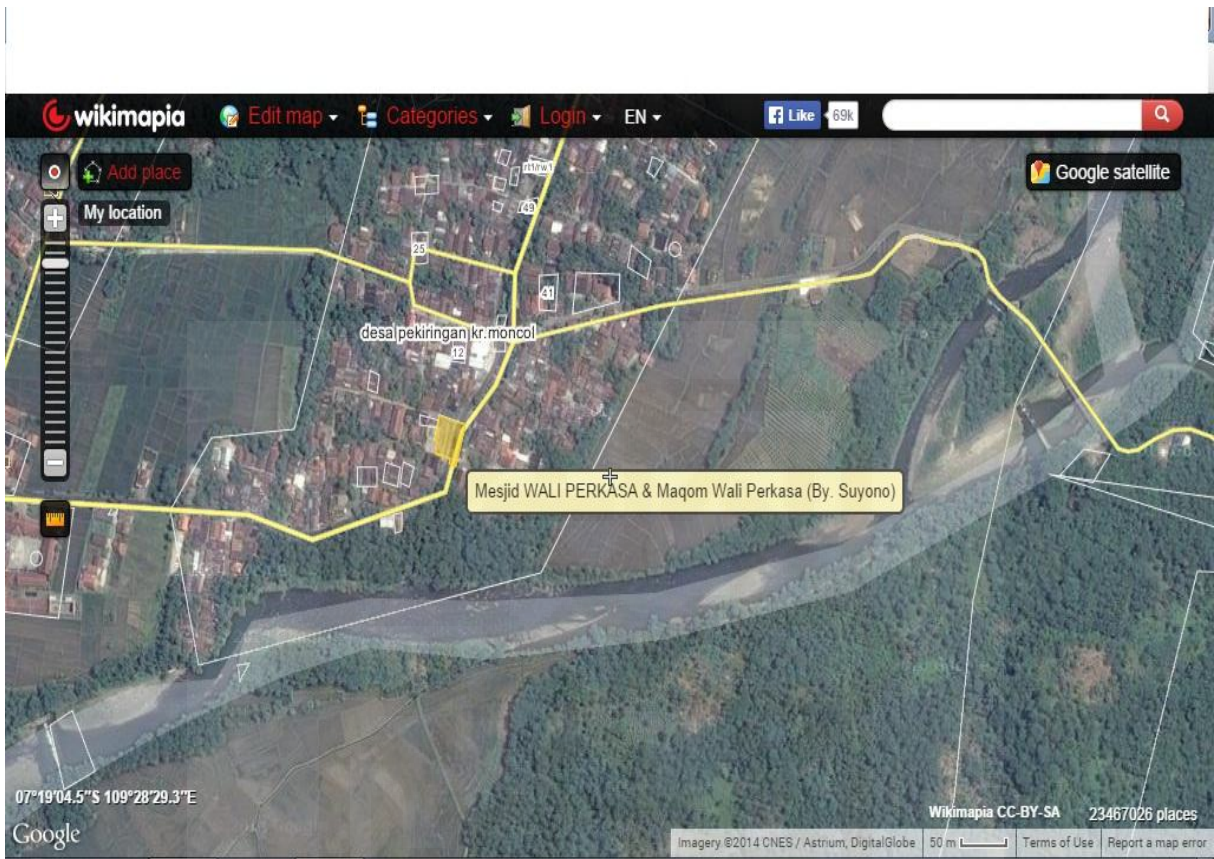 wikimapia Edit map Categories Login EN Like 69k
Add place Google satellite
My location
rt1/rw1
49
25
41
desa pekiringan kr.moncol
12
Mesjid WALI PERKASA & Maqom Wali Perkasa (By. Suyono)
07°19'04.5"S 109°28'29.3"E
Wikimapia CC-BY-SA 23467026 places
Google
Imagery ©2014 CNES / Astrium, DigitalGlobe 50 m Terms of Use Report a map error